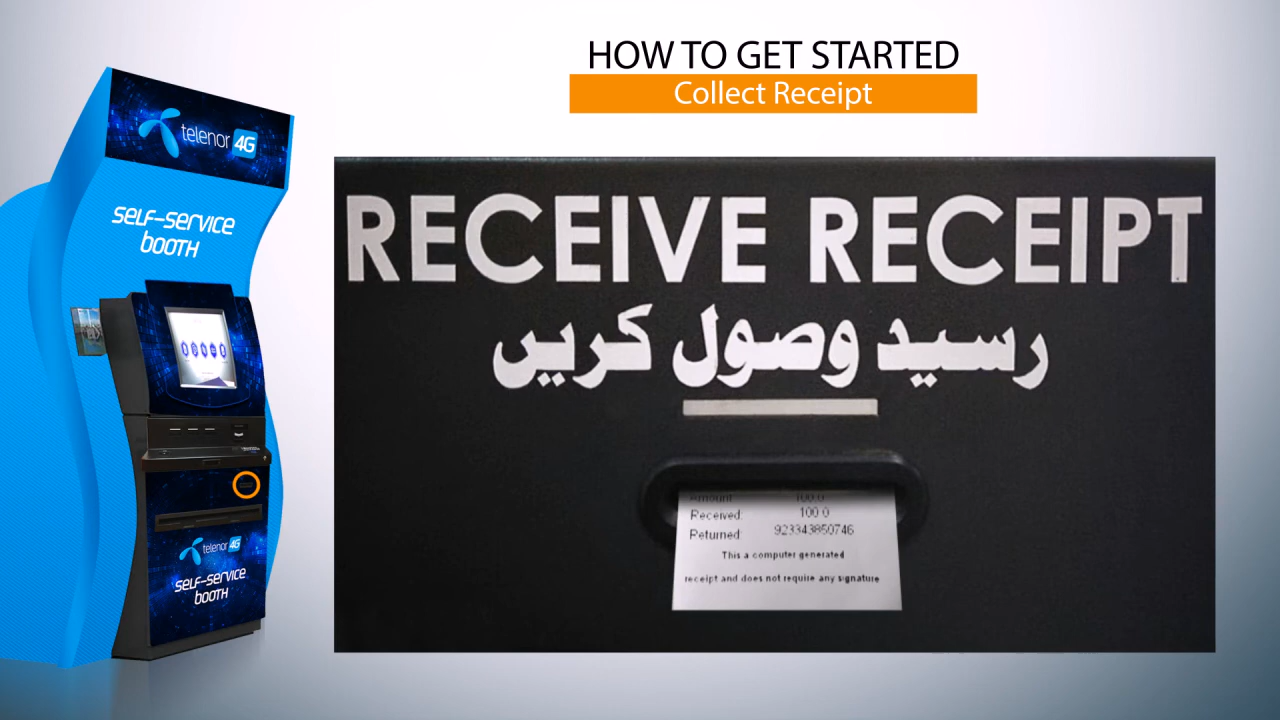 HOW TO GET STARTED
Collect Receipt
telenor 4G
SELF-SERVICE
BOOTH
telenor 4G
SELF-SERVICE
BOOTH
RECEIVE RECEIPT
رسید وصول کریں
Amount 100.0
Received: 100.0
Returned: 923343850746
This a computer generated
receipt and does not require any signature